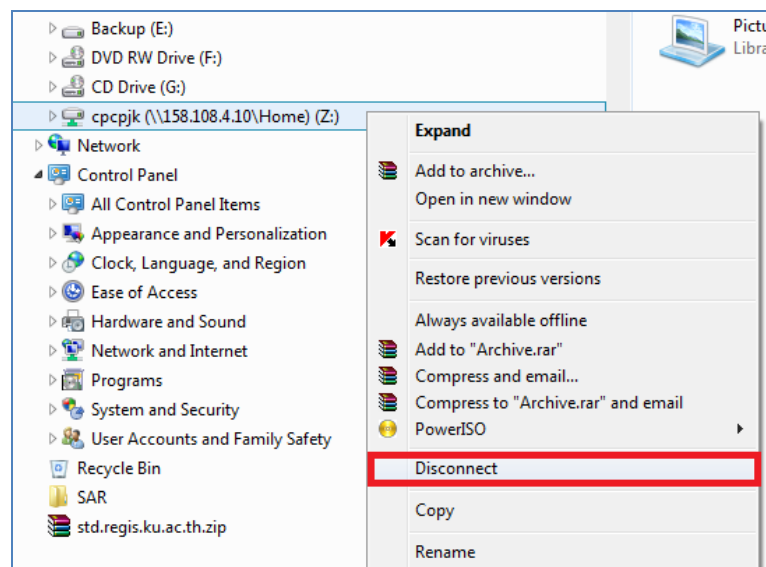 Backup (E:)
DVD RW Drive (F:)
CD Drive (G:)
cpcpjk (\\158.108.4.10\Home) (Z:)
Network
Control Panel
All Control Panel Items
Appearance and Personalization
Clock, Language, and Region
Ease of Access
Hardware and Sound
Network and Internet
Programs
System and Security
User Accounts and Family Safety
Recycle Bin
SAR
std.regis.ku.ac.th.zip
Pictu
Libra
Expand
Add to archive...
Open in new window
Scan for viruses
Restore previous versions
Always available offline
Add to "Archive.rar"
Compress and email...
Compress to "Archive.rar" and email
PowerISO
Disconnect
Copy
Rename